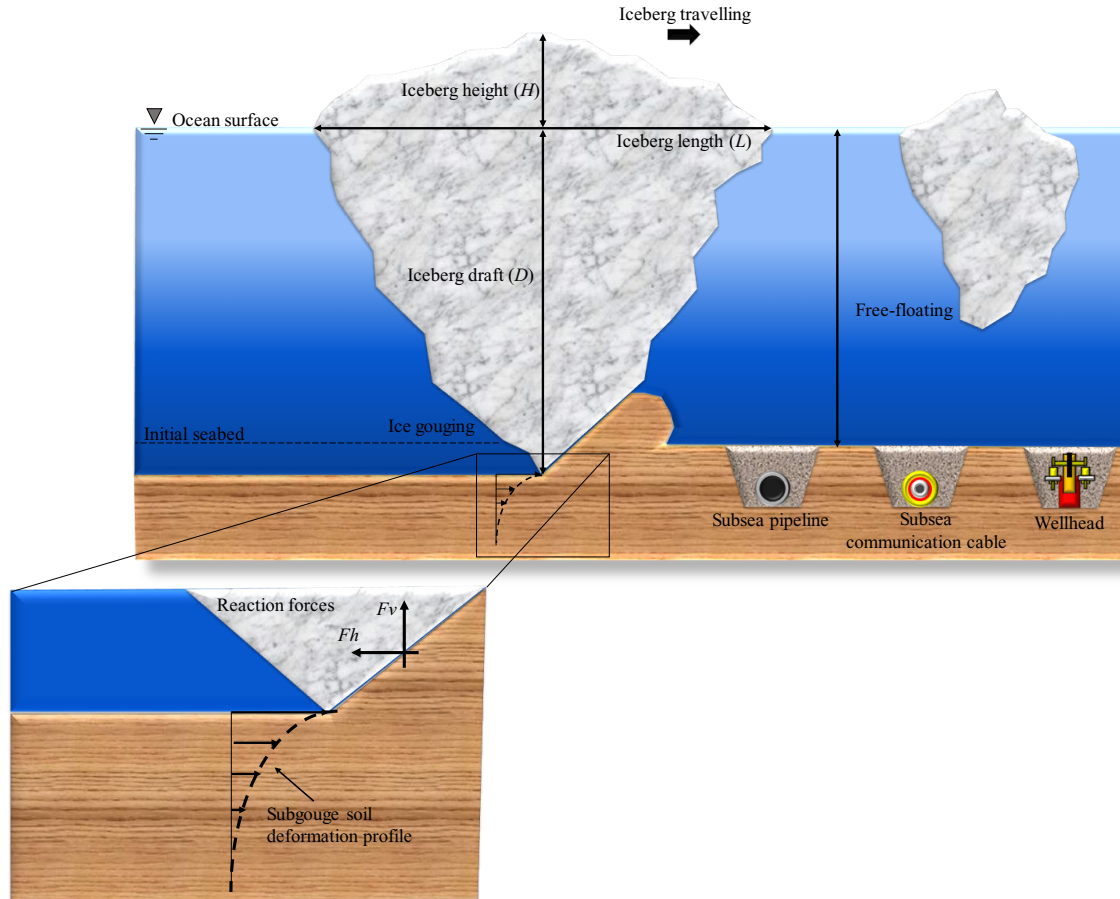 Iceberg travelling
Iceberg height (H)
Ocean surface
Iceberg length (L)
Iceberg draft (D)
Free-floating
Initial seabed
Ice gouging
Subsea pipeline
Subsea
communication cable
Wellhead
Reaction forces
Fv
Fh
Subgouge soil
deformation profile